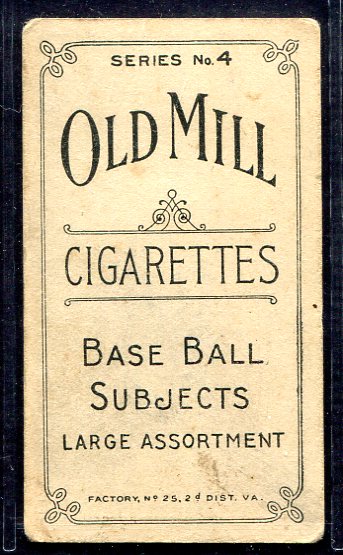 SERIES No. 4
OLD MILL
CIGARETTES
BASE BALL
SUBJECTS
LARGE ASSORTMENT
FACTORY, Nº 25, 2d DIST. VA.